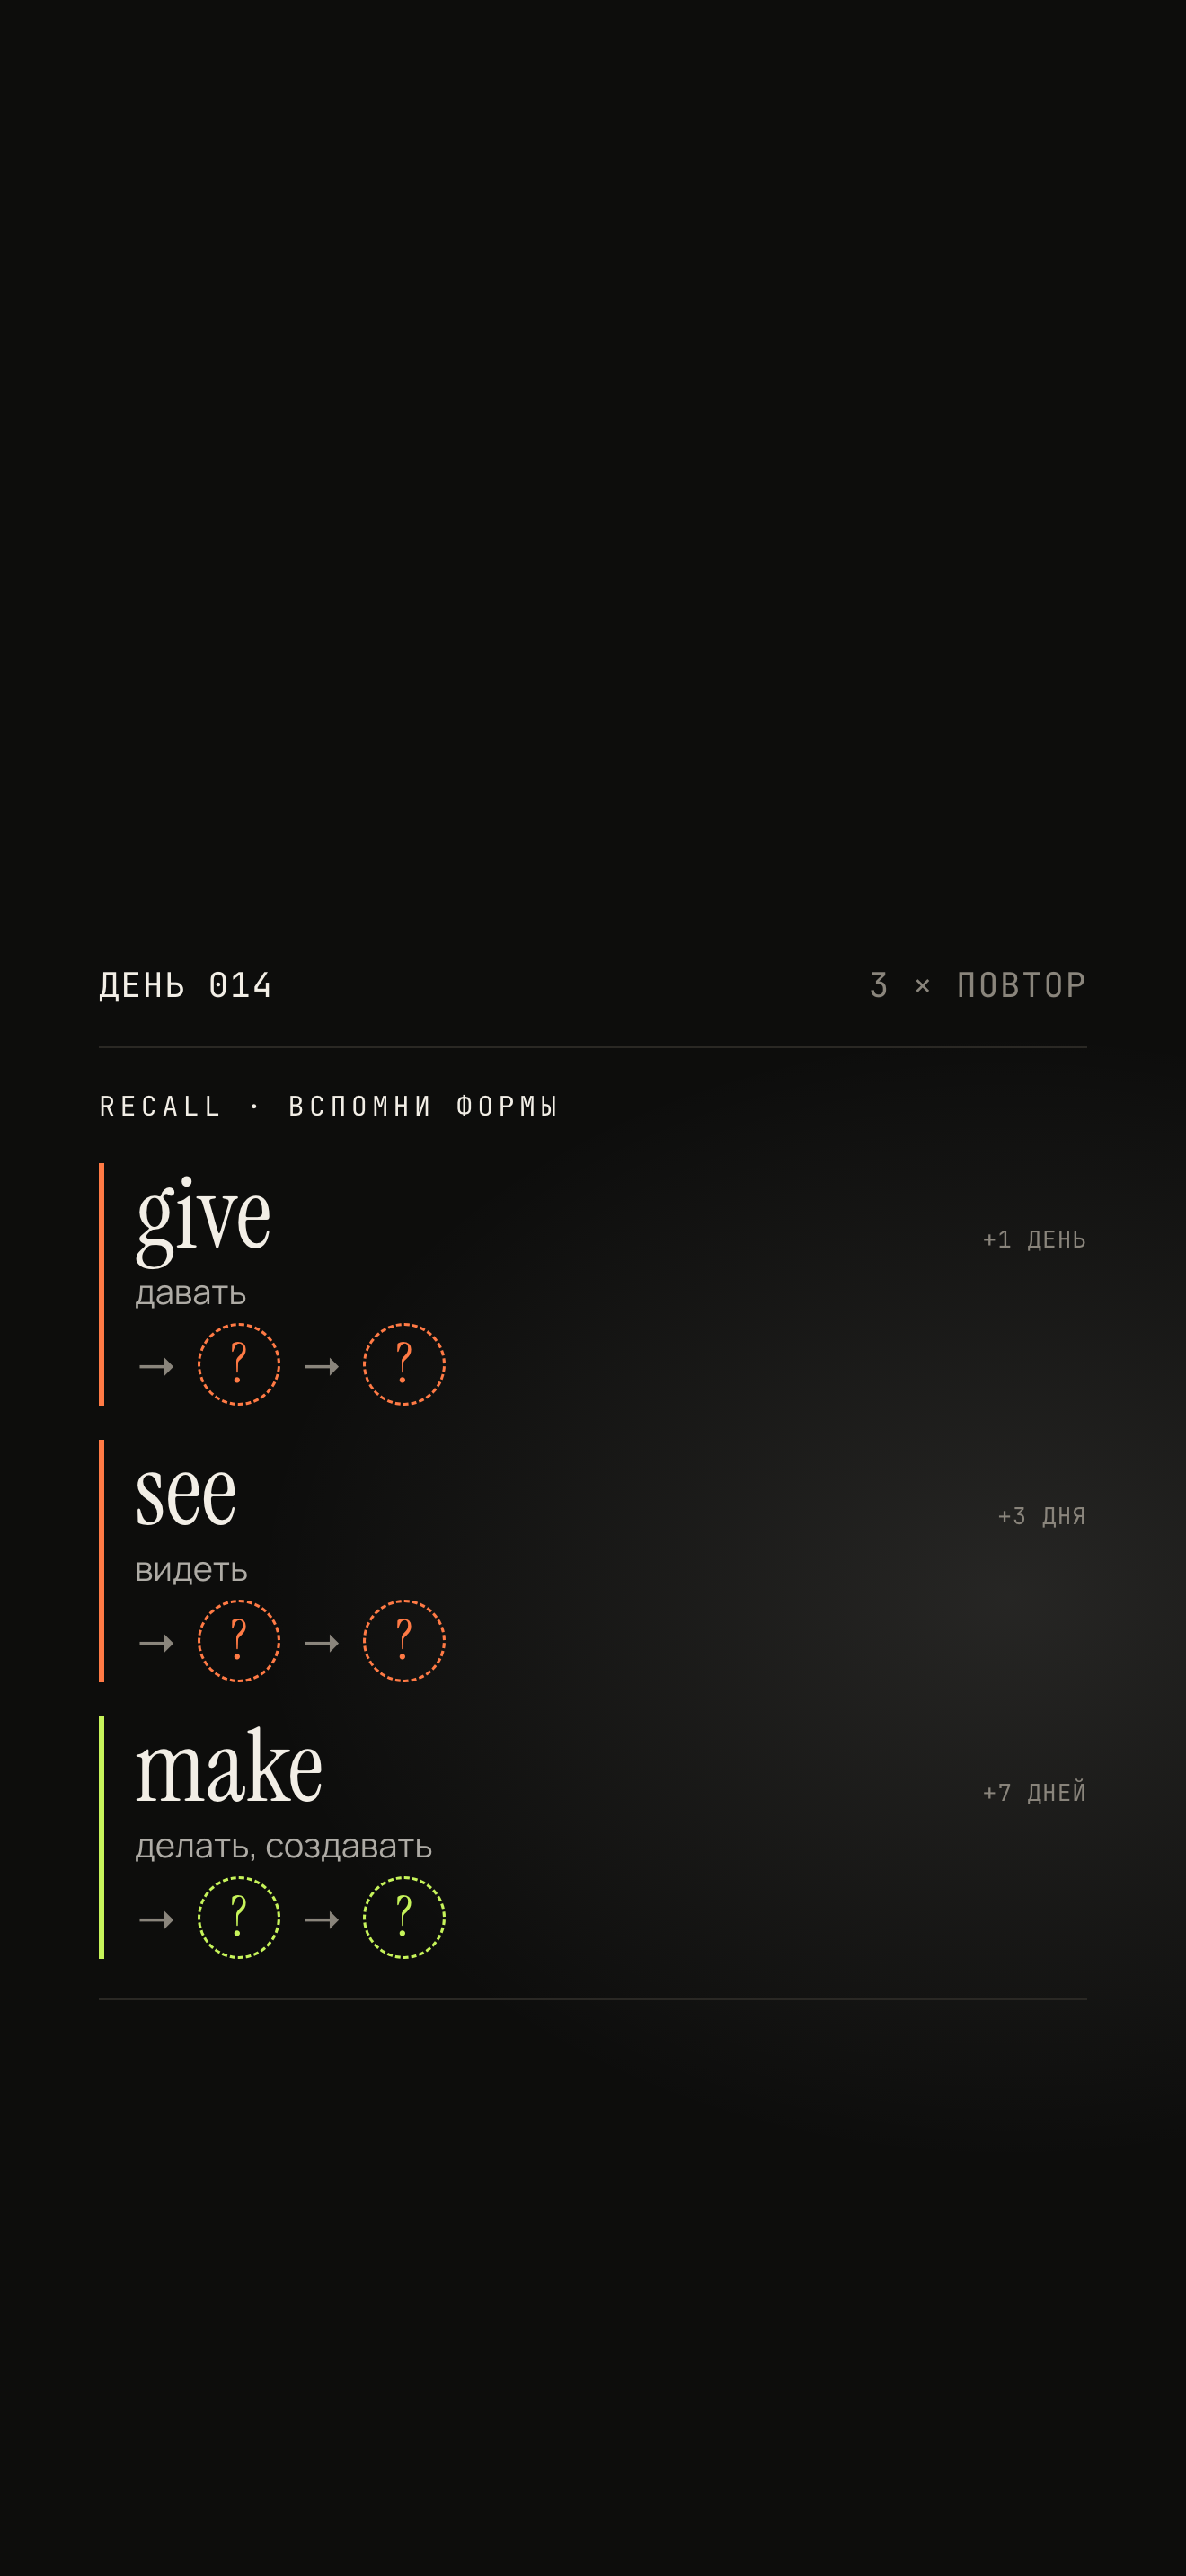 ДЕНЬ 014 3 × ПОВТОР
RECALL · ВСПОМНИ ФОРМЫ
give
+1 ДЕНЬ
давать
→ ? → ?
see
+3 ДНЯ
видеть
→ ? → ?
make
+7 ДНЕЙ
делать, создавать
→ ? → ?